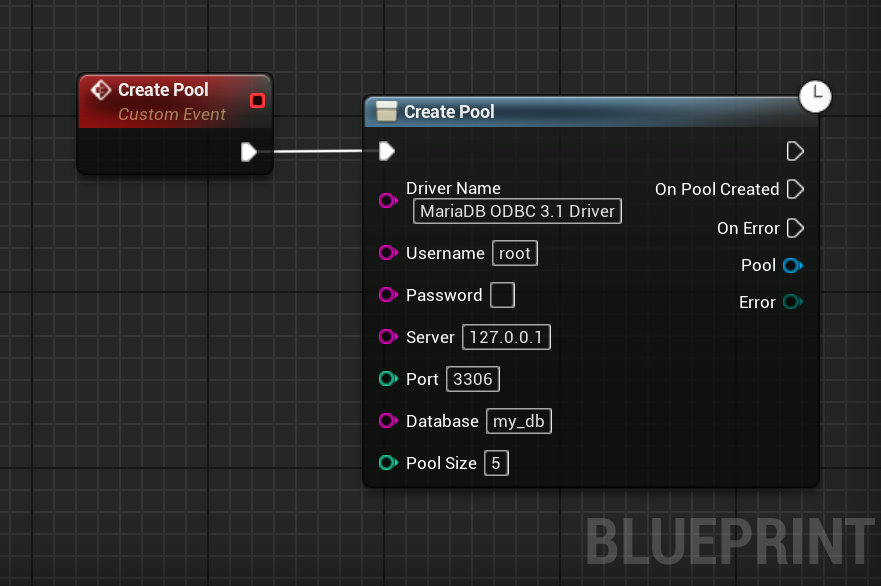 Create Pool
Custom Event
Create Pool
Driver Name
MariaDB ODBC 3.1 Driver
On Pool Created
Username root
On Error
Password
Pool
Server 127.0.0.1
Error
Port 3306
Database my_db
Pool Size 5
BLUEPRINT